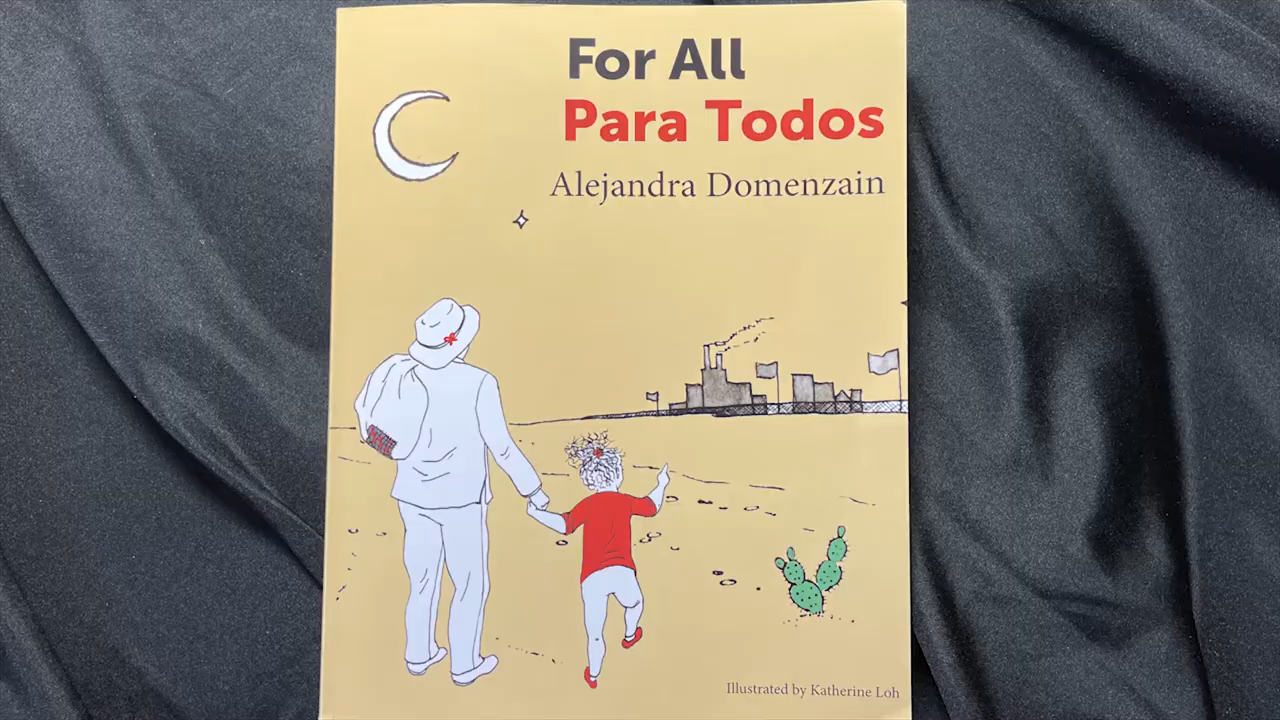 For All
Para Todos
Alejandra Domenzain
Illustrated by Katherine Loh